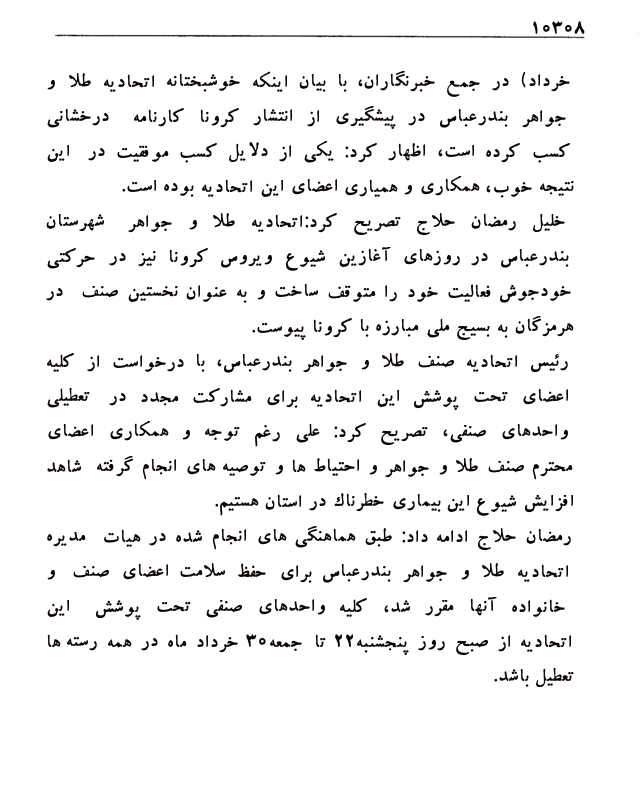 ۱۰۳۰۸
خرداد) در جمع خبرنگاران، با بیان اینکه خوشبختانه اتحادیه طلا و
جواهر بندرعباس در پیشگیری از انتشار کرونا کارنامه درخشانی
کسب کرده است، اظهار کرد: یکی از دلایل کسب موفقیت در این
نتیجه خوب، همکاری و همیاری اعضای این اتحادیه بوده است.
خلیل رمضان حلاج تصریح کرد:اتحادیه طلا و جواهر شهرستان
بندرعباس در روزهای آغازین شیوع ویروس کرونا نیز در حرکتی
خودجوش فعالیت خود را متوقف ساخت و به عنوان نخستین صنف در
هرمزگان به بسیج ملی مبارزه با کرونا پیوست.
رئیس اتحادیه صنف طلا و جواهر بندرعباس، با درخواست از کلیه
اعضای تحت پوشش این اتحادیه برای مشارکت مجدد در تعطیلی
واحدهای صنفی، تصریح کرد: علی رغم توجه و همکاری اعضای
محترم صنف طلا و جواهر و احتیاط ها و توصیه های انجام گرفته شاهد
افزایش شیوع این بیماری خطرناك در استان هستیم.
رمضان حلاج ادامه داد: طبق هماهنگی های انجام شده در هیات مدیره
اتحادیه طلا و جواهر بندرعباس برای حفظ سلامت اعضای صنف و
خانواده آنها مقرر شد، کلیه واحدهای صنفی تحت پوشش این
اتحادیه از صبح روز پنجشنبه۲۲ تا جمعه۳۰ خرداد ماه در همه رسته ها
تعطیل باشد.